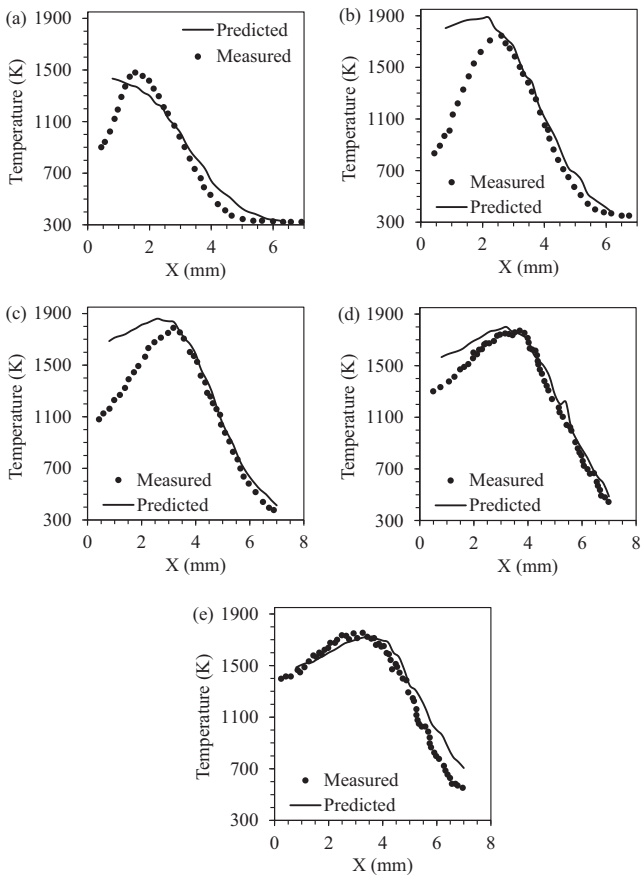 (a)
1900
1500
1100
700
300
Temperature (K)
Predicted
Measured
0 2 4 6
X (mm)
(b)
1900
1500
1100
700
300
Temperature (K)
Measured
Predicted
0 2 4 6
X (mm)
(c)
1900
1500
1100
700
300
Temperature (K)
Measured
Predicted
0 2 4 6 8
X (mm)
(d)
1900
1500
1100
700
300
Temperature (K)
Measured
Predicted
0 2 4 6 8
X (mm)
(e)
1900
1500
1100
700
300
Temperature (K)
Measured
Predicted
0 2 4 6 8
X (mm)